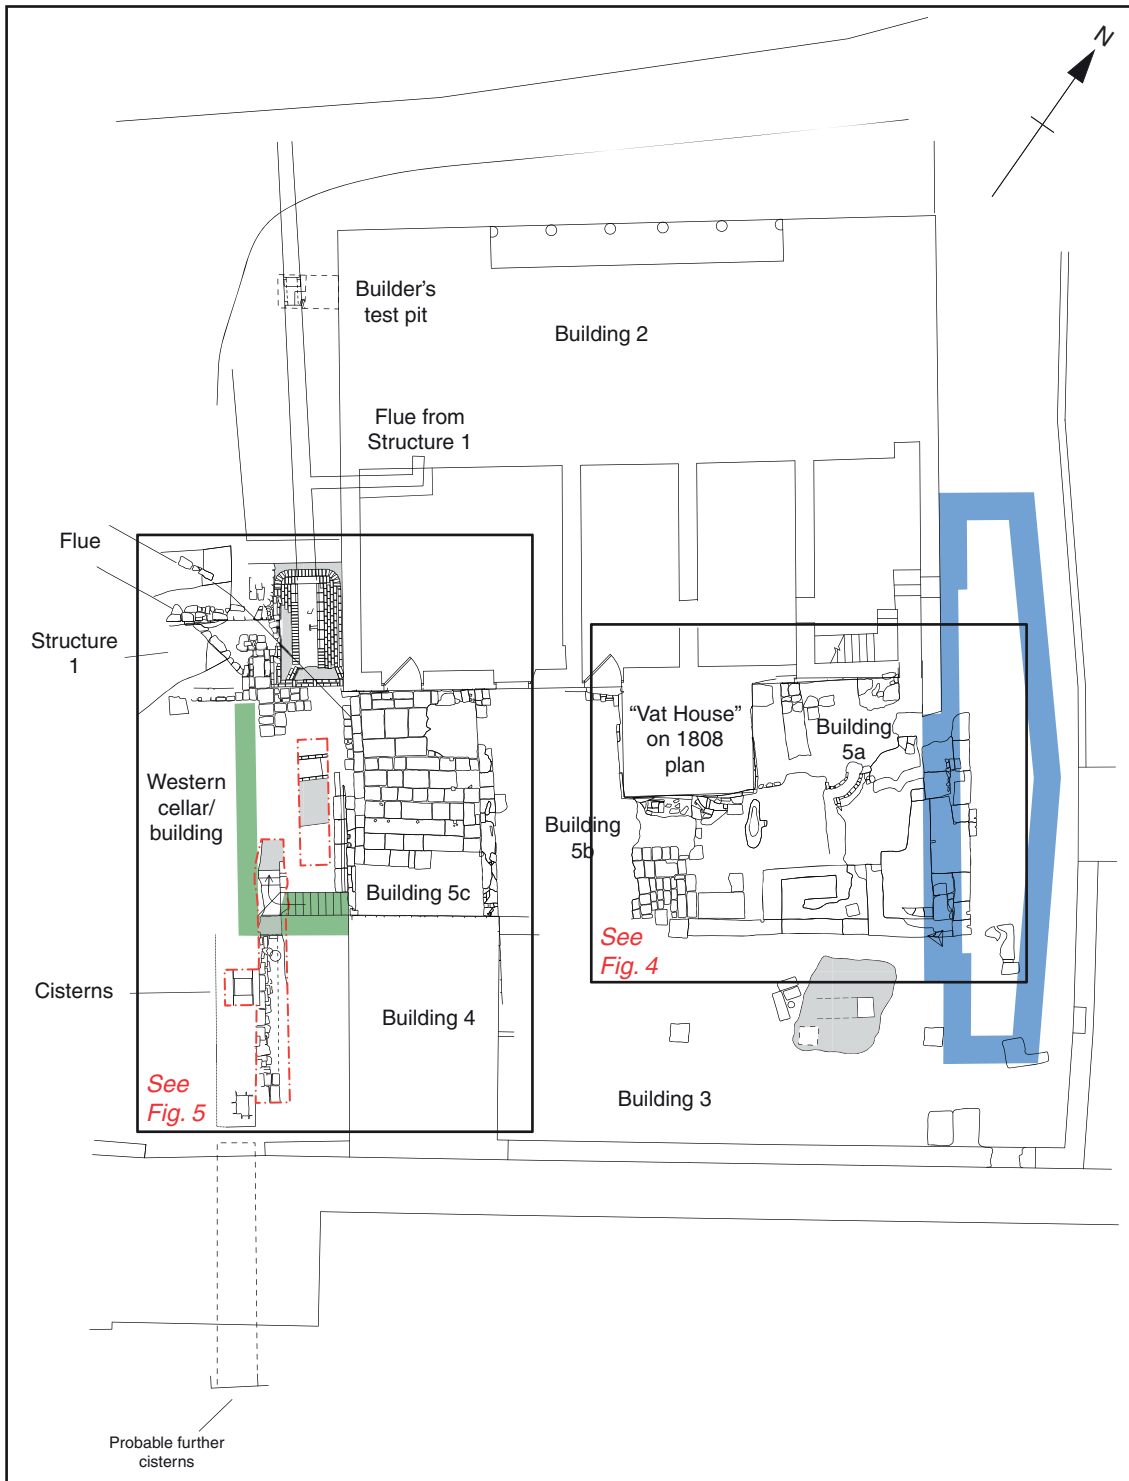 N
Builder's
test pit
Building 2
Flue from
Structure 1
Flue
Structure
1
"Vat House"
on 1808
plan
Building
5a
Western
cellar/
building
Building
5b
Building 5c
See
Fig. 4
Cisterns
Building 4
See
Fig. 5
Building 3
Probable further
cisterns